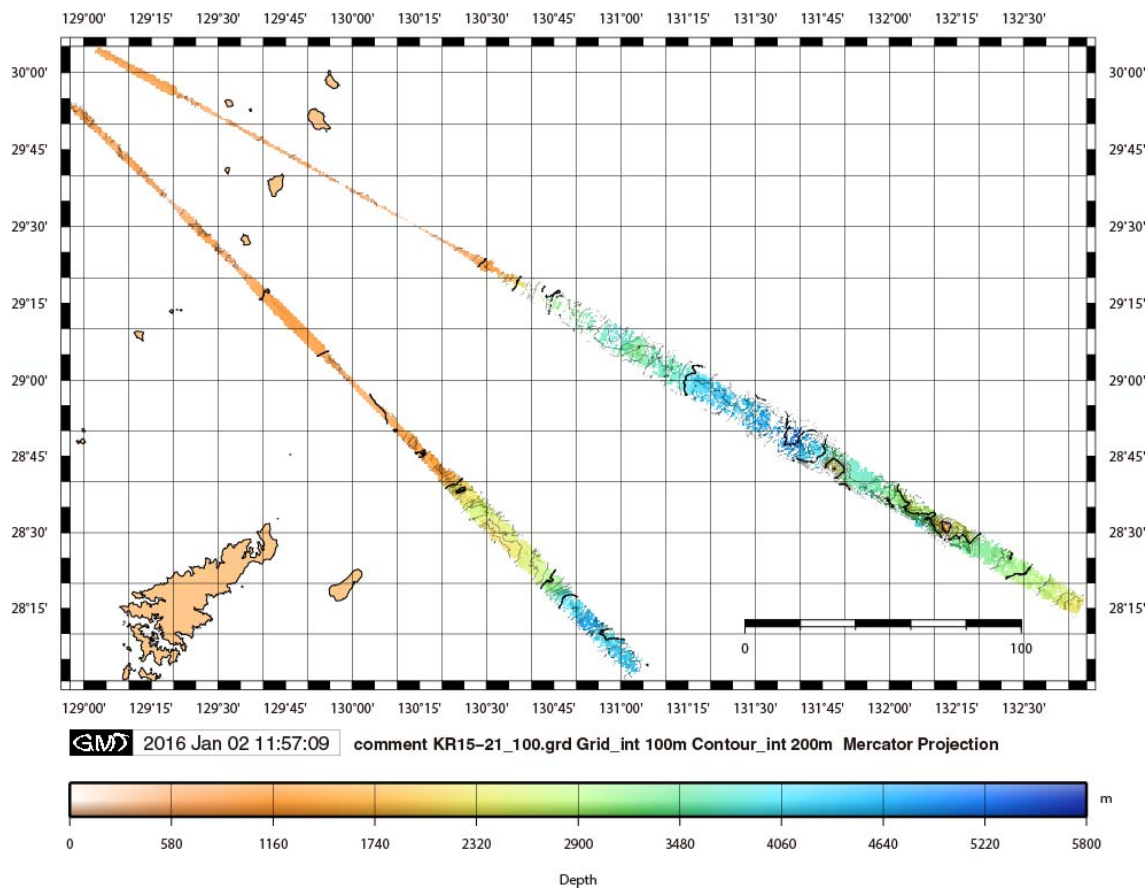 129°00' 129°15' 129°30' 129°45' 130°00' 130°15' 130°30' 130°45' 131°00' 131°15' 131°30' 131°45' 132°00' 132°15' 132°30'
30°00' 30°00'
29°45' 29°45'
29°30' 29°30'
29°15' 29°15'
29°00' 29°00'
28°45' 28°45'
28°30' 28°30'
28°15' 28°15'
0 100
129°00' 129°15' 129°30' 129°45' 130°00' 130°15' 130°30' 130°45' 131°00' 131°15' 131°30' 131°45' 132°00' 132°15' 132°30'
GMT 2016 Jan 02 11:57:09 comment KR15-21_100.grd Grid_int 100m Contour_int 200m Mercator Projection
m
0 580 1160 1740 2320 2900 3480 4060 4640 5220 5800
Depth